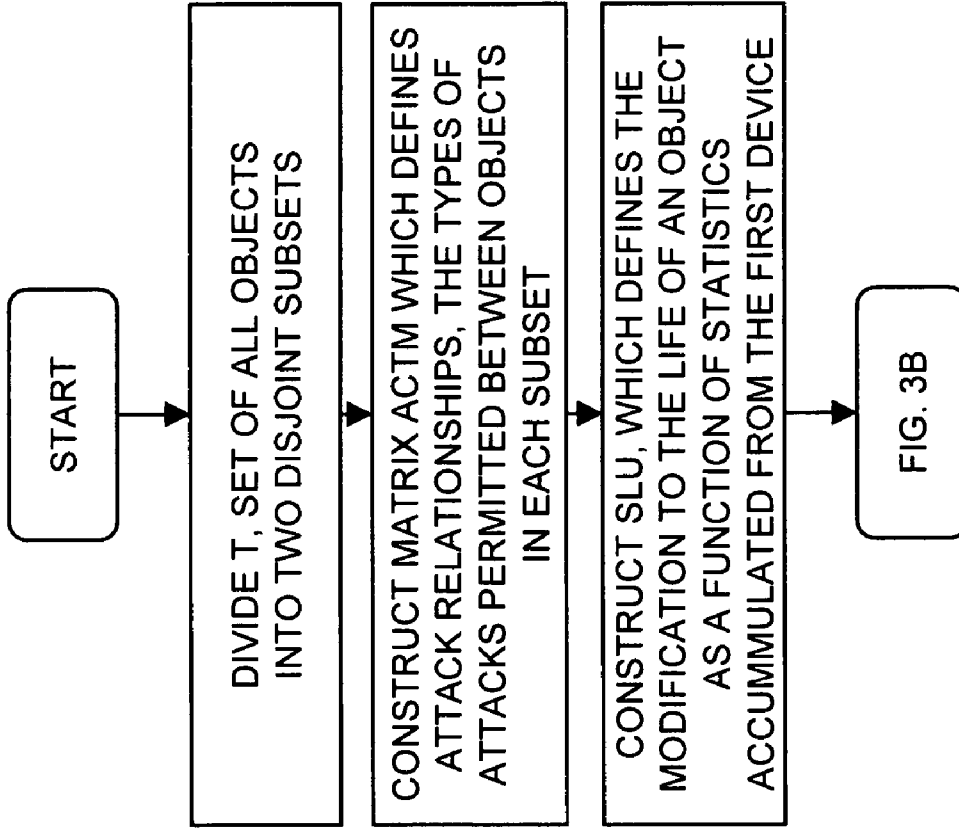 START
DIVIDE T, SET OF ALL OBJECTS
INTO TWO DISJOINT SUBSETS
CONSTRUCT MATRIX ACTM WHICH DEFINES
ATTACK RELATIONSHIPS, THE TYPES OF
ATTACKS PERMITTED BETWEEN OBJECTS
IN EACH SUBSET
CONSTRUCT SLU, WHICH DEFINES THE
MODIFICATION TO THE LIFE OF AN OBJECT
AS A FUNCTION OF STATISTICS
ACCUMMULATED FROM THE FIRST DEVICE
FIG. 3B